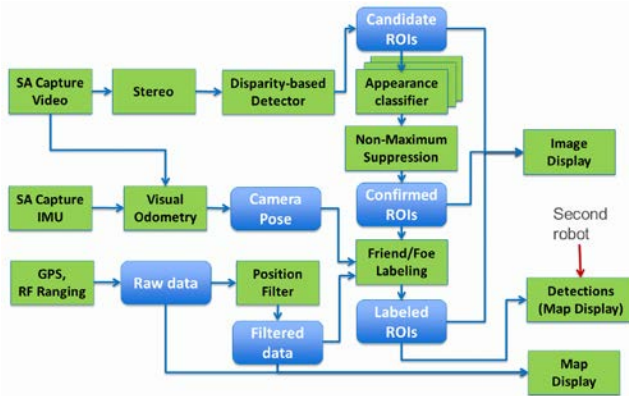 Candidate
ROIs
SA Capture
Video
Stereo
Disparity-based
Detector
Appearance
classifier
Non-Maximum
Suppression
Image
Display
SA Capture
IMU
Visual
Odometry
Camera
Pose
Confirmed
ROIs
Second
robot
Friend/Foe
Labeling
GPS,
RF Ranging
Raw data
Position
Filter
Detections
(Map Display)
Filtered
data
Labeled
ROIs
Map
Display